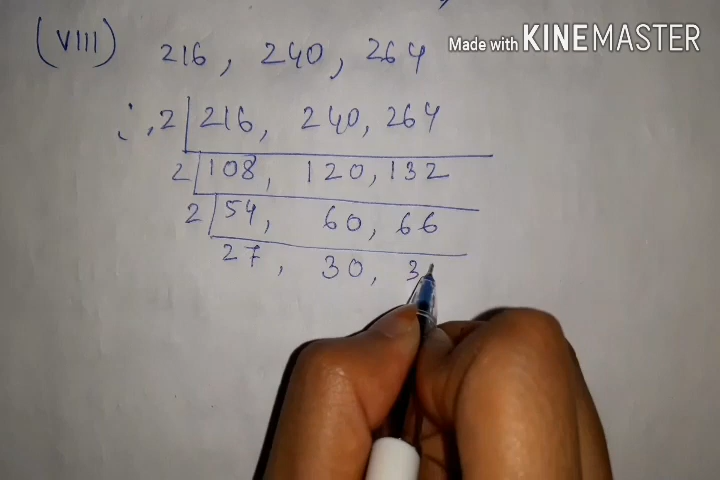 (VIII) 216, 240, 264
Made with KINEMASTER
∴, 2 | 216, 240, 264
2 | 108, 120, 132
2 | 54, 60, 66
27, 30, 3